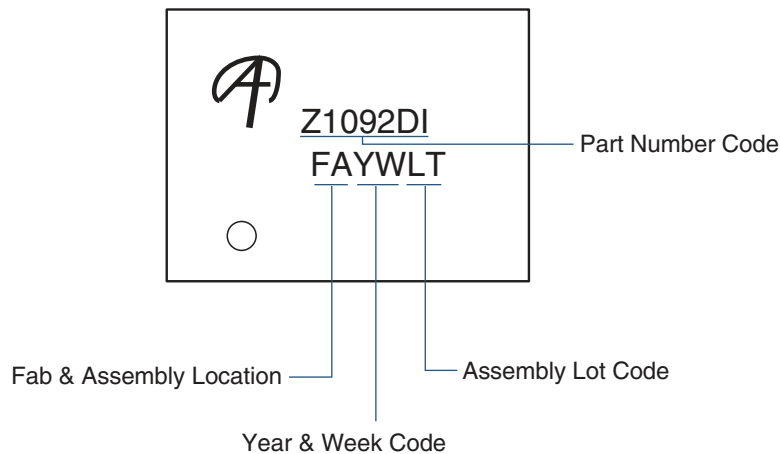 Z1092DI
Part Number Code
FAYWLT
Fab & Assembly Location
Assembly Lot Code
Year & Week Code